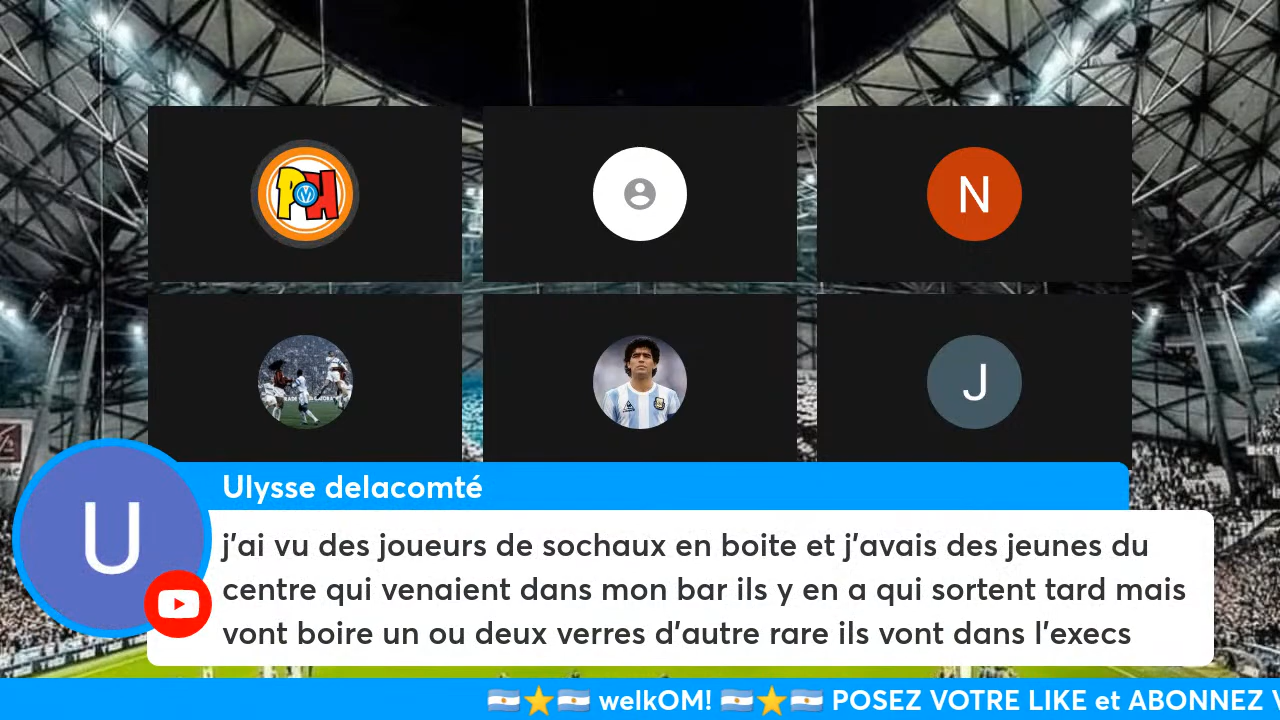 PH
N
J
U
Ulysse delacomté
j'ai vu des joueurs de sochaux en boite et j'avais des jeunes du
centre qui venaient dans mon bar ils y en a qui sortent tard mais
vont boire un ou deux verres d'autre rare ils vont dans l'execs
🇦🇷⭐🇦🇷 welkOM! 🇦🇷⭐🇦🇷 POSEZ VOTRE LIKE et ABONNEZ V